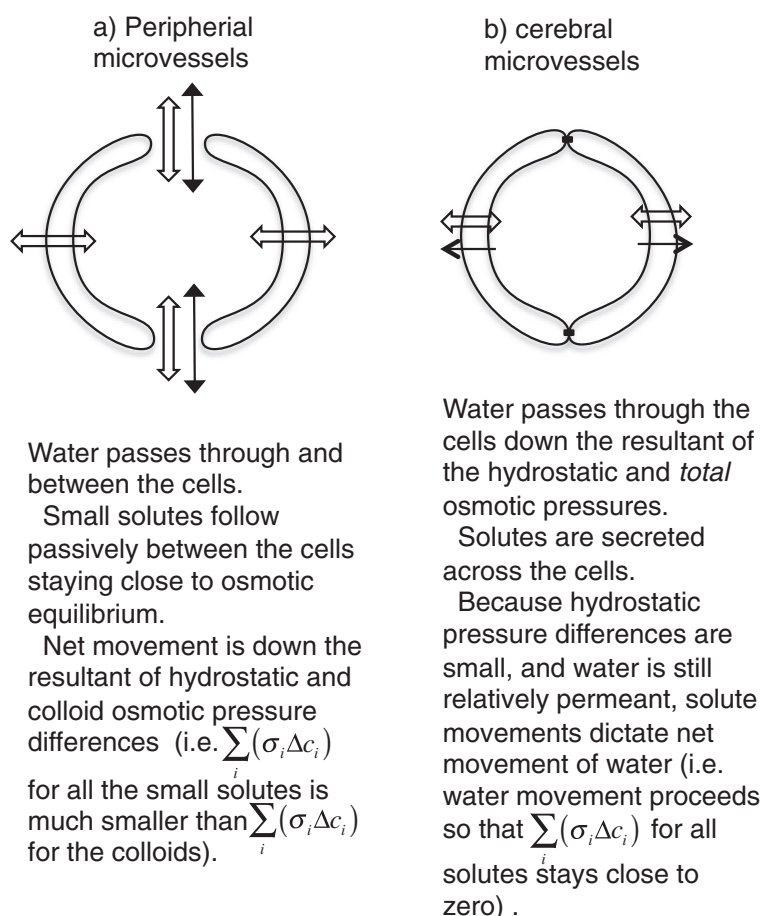 a) Peripherial
microvessels
b) cerebral
microvessels
Water passes through and
between the cells.
Small solutes follow
passively between the cells
staying close to osmotic
equilibrium.
Net movement is down the
resultant of hydrostatic and
colloid osmotic pressure
differences (i.e. ∑i(σiΔci)
for all the small solutes is
much smaller than ∑i(σiΔci)
for the colloids).
Water passes through the
cells down the resultant of
the hydrostatic and total
osmotic pressures.
Solutes are secreted
across the cells.
Because hydrostatic
pressure differences are
small, and water is still
relatively permeant, solute
movements dictate net
movement of water (i.e.
water movement proceeds
so that ∑i(σiΔci) for all
solutes stays close to
zero) .